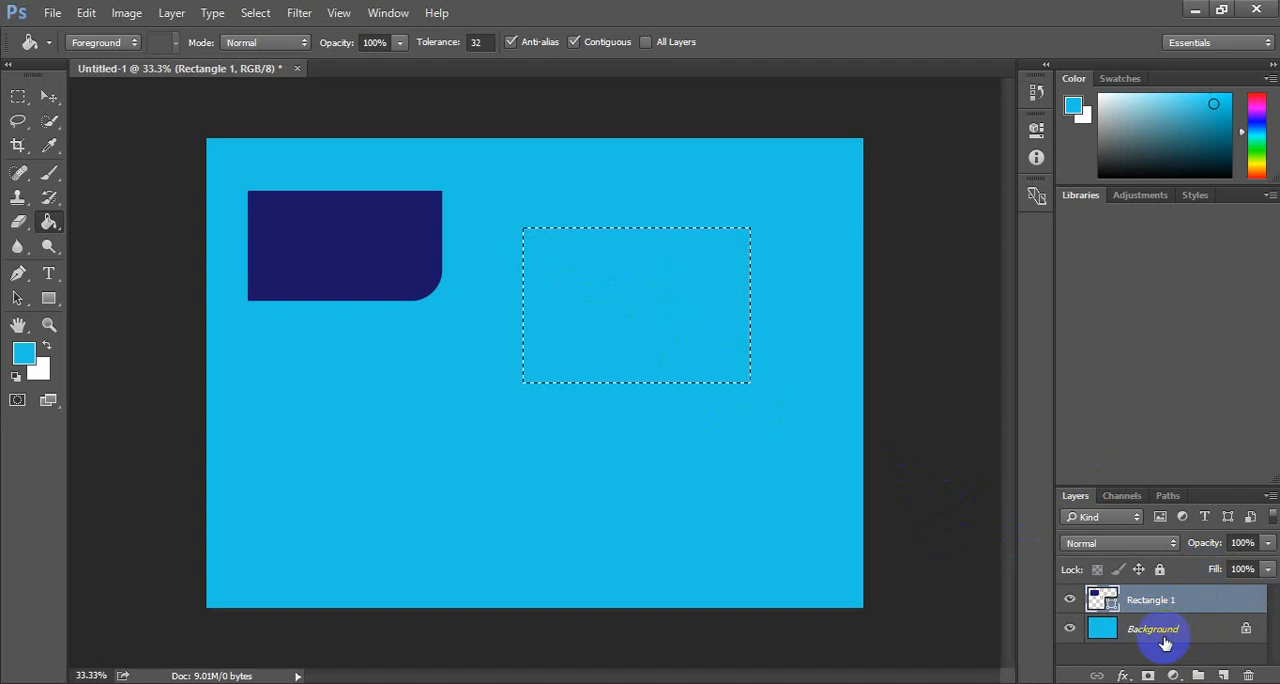 Ps File Edit Image Layer Type Select Filter View Window Help
Foreground Mode: Normal Opacity: 100% Tolerance: 32 Anti-alias Contiguous All Layers Essentials
Untitled-1 @ 33.3% (Rectangle 1, RGB/8) * ×
Color Swatches
Libraries Adjustments Styles
Layers Channels Paths
Kind
Normal Opacity: 100%
Lock: Fill: 100%
Rectangle 1
Background
fx
33.33% Doc: 9.01M/0 bytes